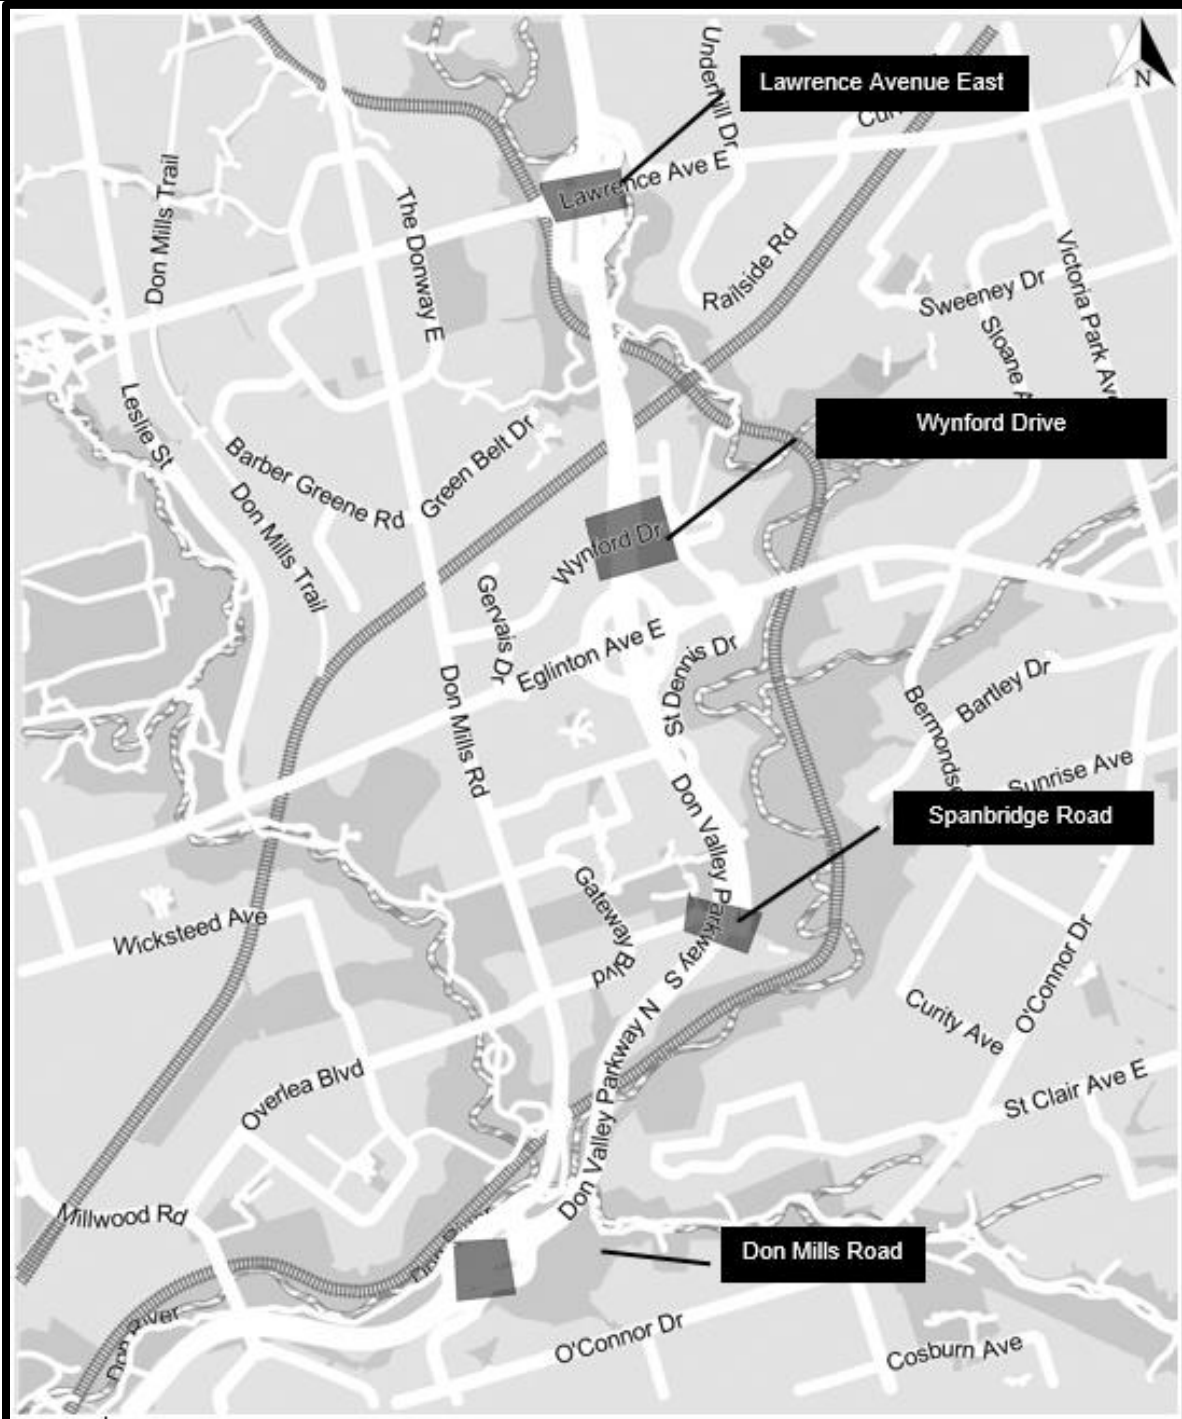 Underhill Dr
Lawrence Avenue East
N
Lawrence Ave E
Don Mills Trail
The Donway E
Railside Rd
Victoria Park Ave
Sweeney Dr
Sloane A
Leslie St
Wynford Drive
Barber Greene Rd
Green Belt Dr
Don Mills Trail
Wynford Dr
Gervais Dr
Eglinton Ave E
St Dennis Dr
Don Mills Rd
Bartley Dr
Bermondse
Sunrise Ave
Don Valley Parkway S
Spanbridge Road
Gateway Blvd
Wicksteed Ave
O'Connor Dr
Curity Ave
Don Valley Parkway N
Overlea Blvd
St Clair Ave E
Millwood Rd
Don Mills Road
Don River
O'Connor Dr
Cosburn Ave